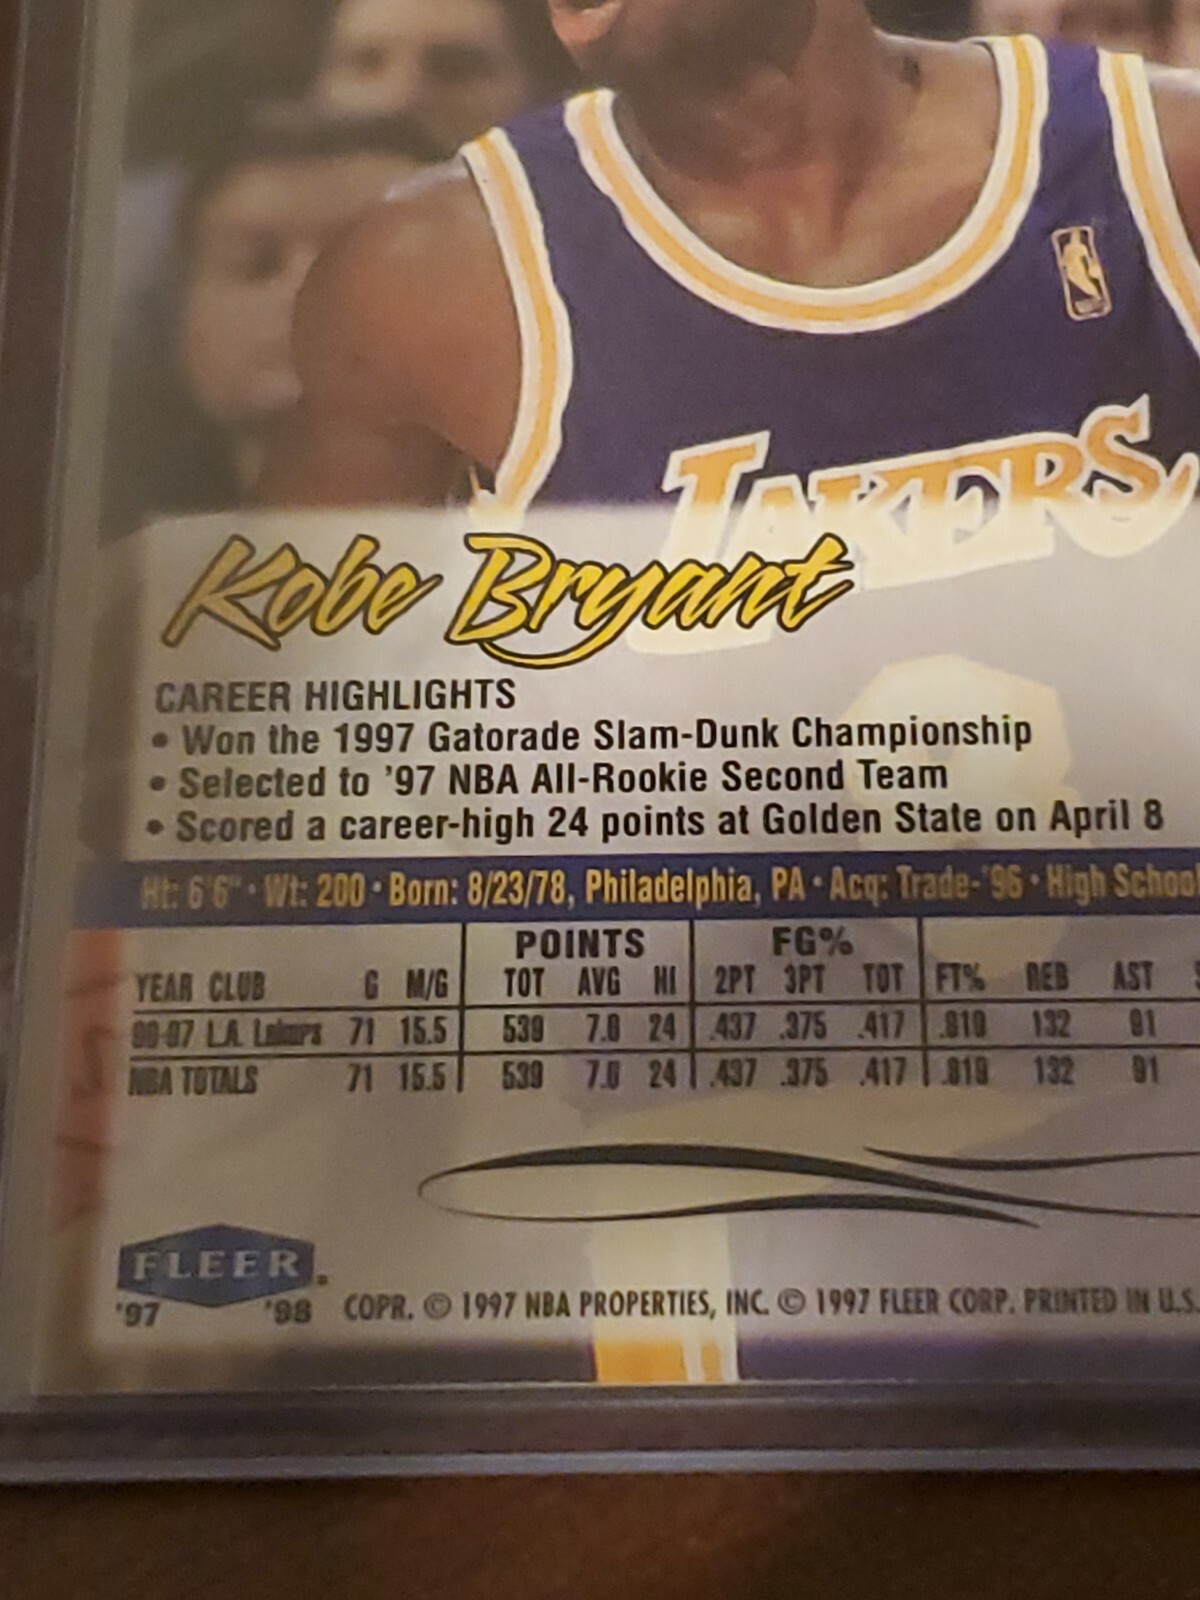 LAKERS
Kobe Bryant
CAREER HIGHLIGHTS
• Won the 1997 Gatorade Slam-Dunk Championship
• Selected to '97 NBA All-Rookie Second Team
• Scored a career-high 24 points at Golden State on April 8
Ht: 6'6" • Wt: 200 • Born: 8/23/78, Philadelphia, PA • Acq: Trade-'96 • High School
POINTS FG%
YEAR CLUB G M/G TOT AVG HI 2PT 3PT TOT FT% REB AST
96-97 L.A. Lakers 71 15.5 539 7.6 24 .437 .375 .417 .819 132 91
NBA TOTALS 71 15.5 539 7.6 24 .437 .375 .417 .819 132 91
FLEER
'97 '98 COPR. © 1997 NBA PROPERTIES, INC. © 1997 FLEER CORP. PRINTED IN U.S.